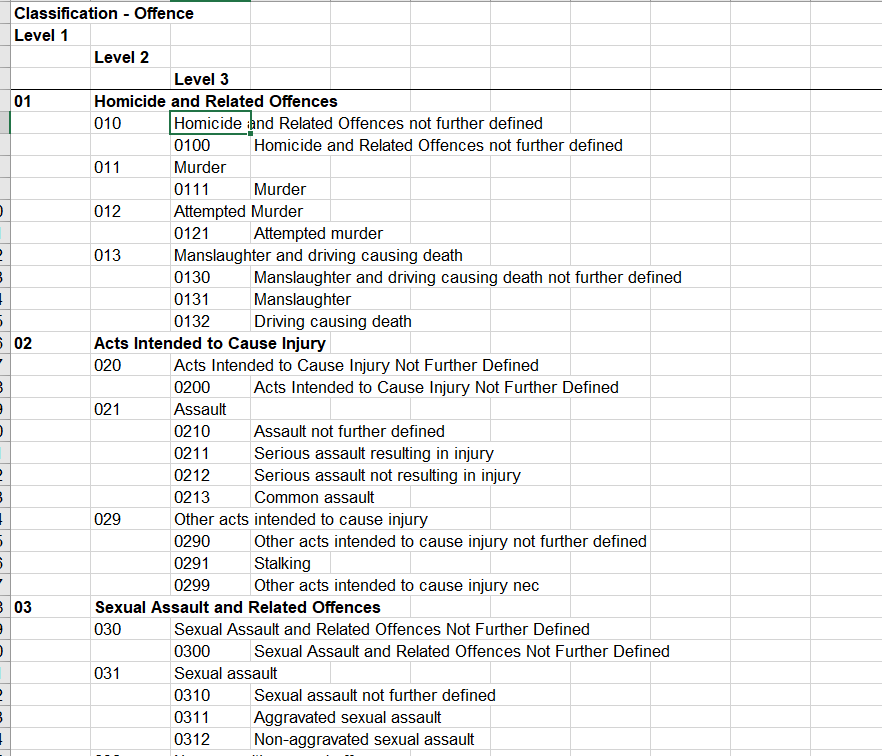 Classification - Offence
Level 1
Level 2
Level 3
01 Homicide and Related Offences
010 Homicide and Related Offences not further defined
0100 Homicide and Related Offences not further defined
011 Murder
0111 Murder
012 Attempted Murder
0121 Attempted murder
013 Manslaughter and driving causing death
0130 Manslaughter and driving causing death not further defined
0131 Manslaughter
0132 Driving causing death
02 Acts Intended to Cause Injury
020 Acts Intended to Cause Injury Not Further Defined
0200 Acts Intended to Cause Injury Not Further Defined
021 Assault
0210 Assault not further defined
0211 Serious assault resulting in injury
0212 Serious assault not resulting in injury
0213 Common assault
029 Other acts intended to cause injury
0290 Other acts intended to cause injury not further defined
0291 Stalking
0299 Other acts intended to cause injury nec
03 Sexual Assault and Related Offences
030 Sexual Assault and Related Offences Not Further Defined
0300 Sexual Assault and Related Offences Not Further Defined
031 Sexual assault
0310 Sexual assault not further defined
0311 Aggravated sexual assault
0312 Non-aggravated sexual assault